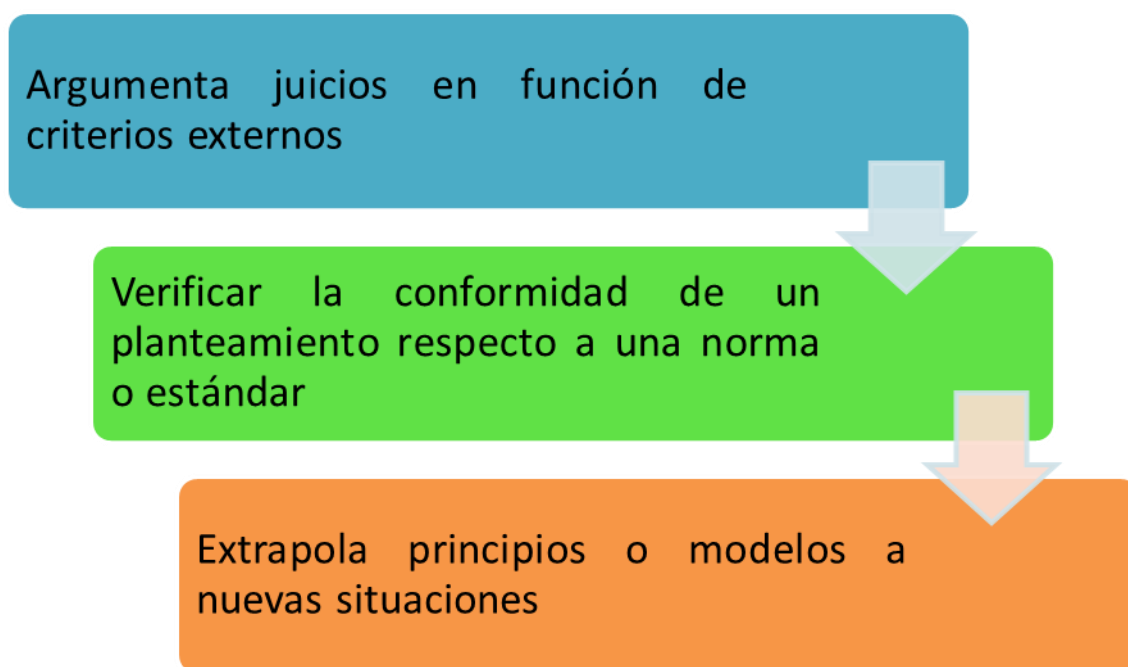 Argumenta juicios en función de
criterios externos
Verificar la conformidad de un
planteamiento respecto a una norma
o estándar
Extrapola principios o modelos a
nuevas situaciones